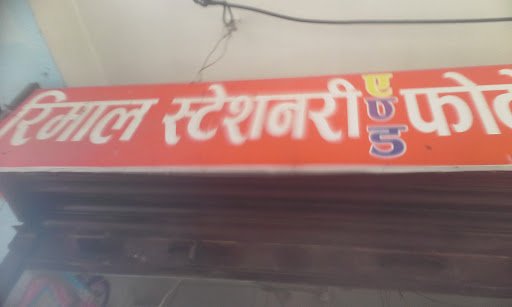 रिमाल स्टेशनरी एण्ड फोटो